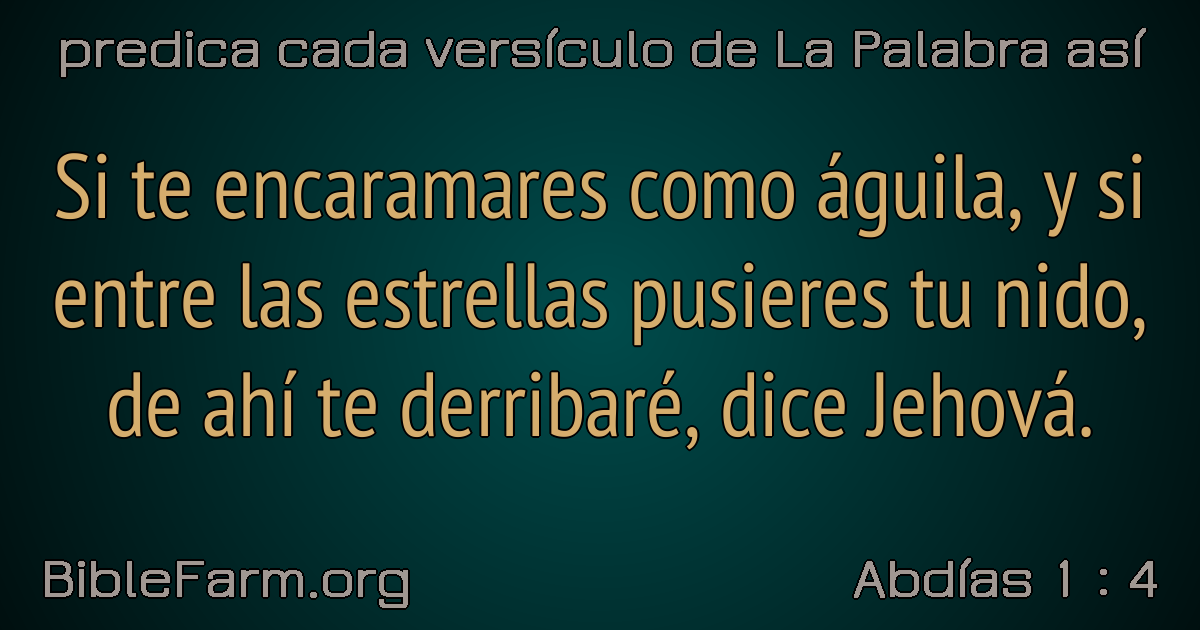 predica cada versículo de La Palabra así
Si te encaramares como águila, y si
entre las estrellas pusieres tu nido,
de ahí te derribaré, dice Jehová.
BibleFarm.org
Abdías 1 : 4